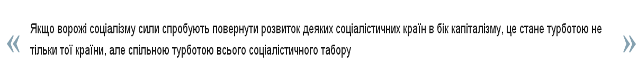 Якщо ворожі соціалізму сили спробують повернути розвиток деяких соціалістичних країн в бік капіталізму, це стане турботою не
« тільки тої країни, але спільною турботою всього соціалістичного табору »